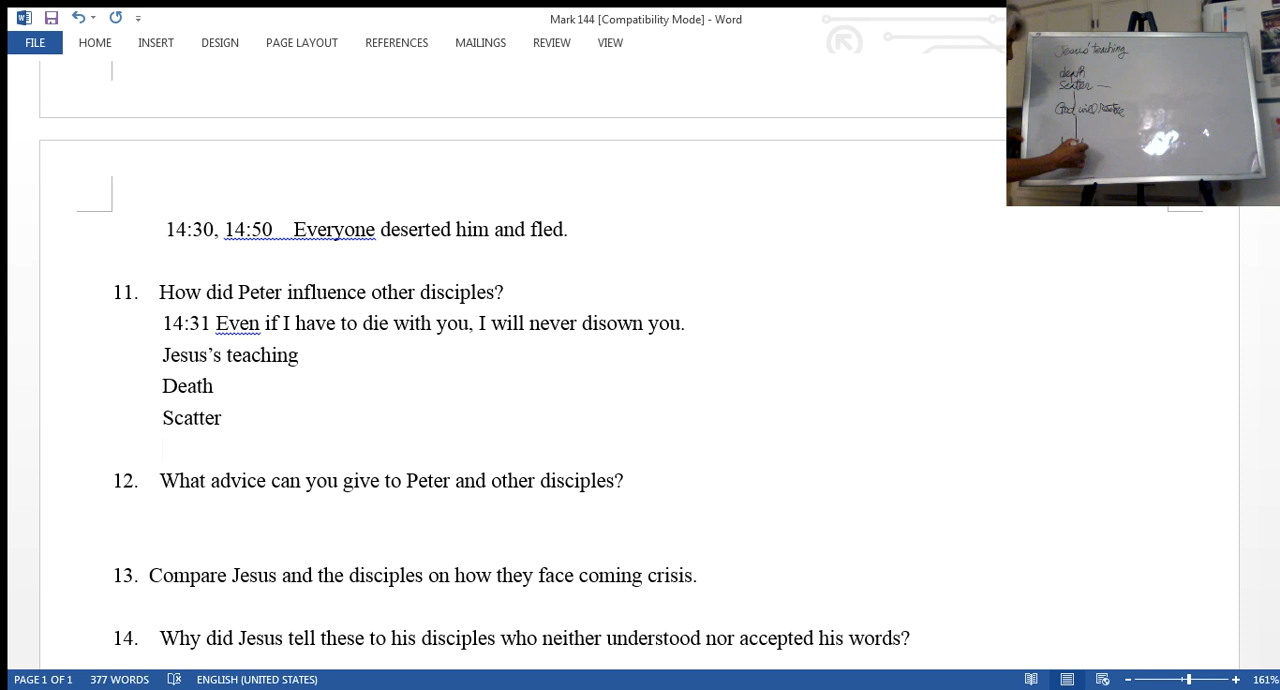 Mark 144 [Compatibility Mode] - Word
FILE HOME INSERT DESIGN PAGE LAYOUT REFERENCES MAILINGS REVIEW VIEW
Jesus' teaching
death
scatter —
God will
14:30, 14:50 Everyone deserted him and fled.
11. How did Peter influence other disciples?
14:31 Even if I have to die with you, I will never disown you.
Jesus’s teaching
Death
Scatter
12. What advice can you give to Peter and other disciples?
13. Compare Jesus and the disciples on how they face coming crisis.
14. Why did Jesus tell these to his disciples who neither understood nor accepted his words?
PAGE 1 OF 1 377 WORDS ENGLISH (UNITED STATES) 161%